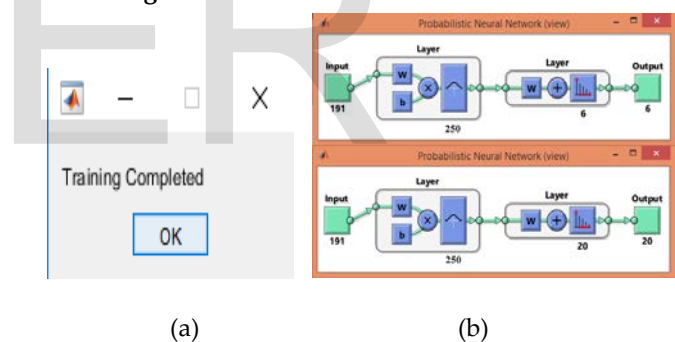 Probabilistic Neural Network (view)
Layer
Layer
Input
Output
W
b
W
191
250
6
6
Training Completed
OK
Probabilistic Neural Network (view)
Layer
Layer
Input
Output
W
b
W
191
250
20
20
(a)
(b)